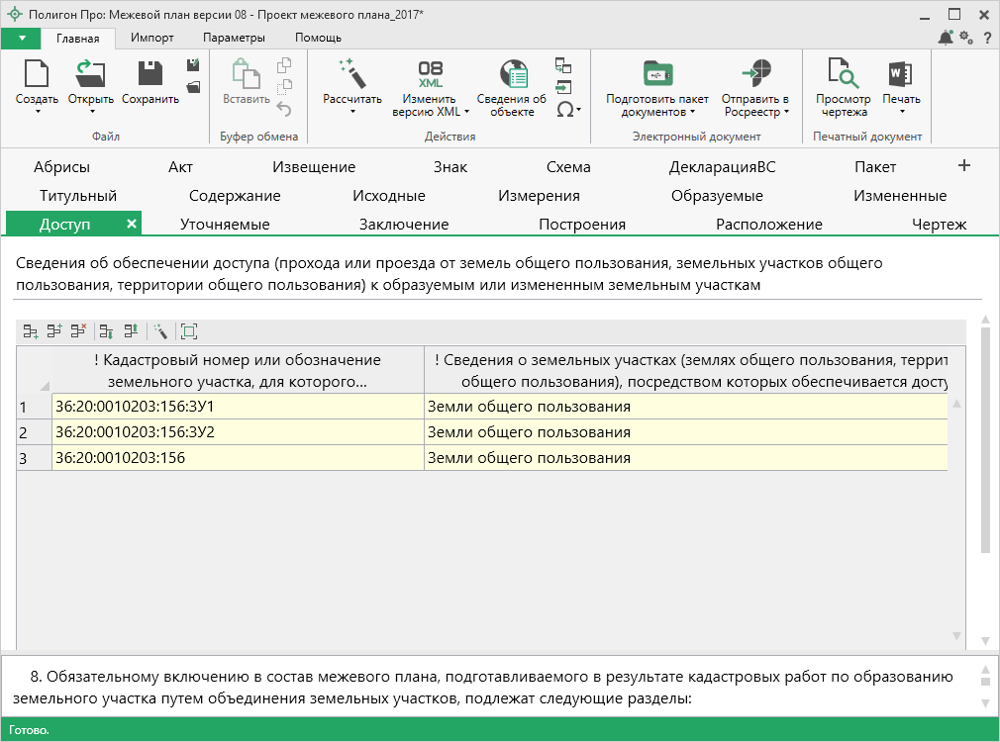 Полигон Про: Межевой план версии 08 - Проект межевого плана_2017*
Главная Импорт Параметры Помощь
?
08
XML
W
Создать Открыть Сохранить
Вставить
Рассчитать Изменить версию XML Сведения об объекте
Подготовить пакет документов Отправить в Росреестр
Просмотр чертежа Печать
Файл Буфер обмена Действия Электронный документ Печатный документ
Абрисы Акт Извещение Знак Схема ДекларацияВС Пакет +
Титульный Содержание Исходные Измерения Образуемые Измененные
Доступ Уточняемые Заключение Построения Расположение Чертеж
Сведения об обеспечении доступа (прохода или проезда от земель общего пользования, земельных участков общего
пользования, территории общего пользования) к образуемым или измененным земельным участкам
! Кадастровый номер или обозначение
земельного участка, для которого...
! Сведения о земельных участках (землях общего пользования, террит
общего пользования), посредством которых обеспечивается досту
1 36:20:0010203:156:ЗУ1 Земли общего пользования
2 36:20:0010203:156:ЗУ2 Земли общего пользования
3 36:20:0010203:156 Земли общего пользования
8. Обязательному включению в состав межевого плана, подготавливаемого в результате кадастровых работ по образованию
земельного участка путем объединения земельных участков, подлежат следующие разделы:
Готово.